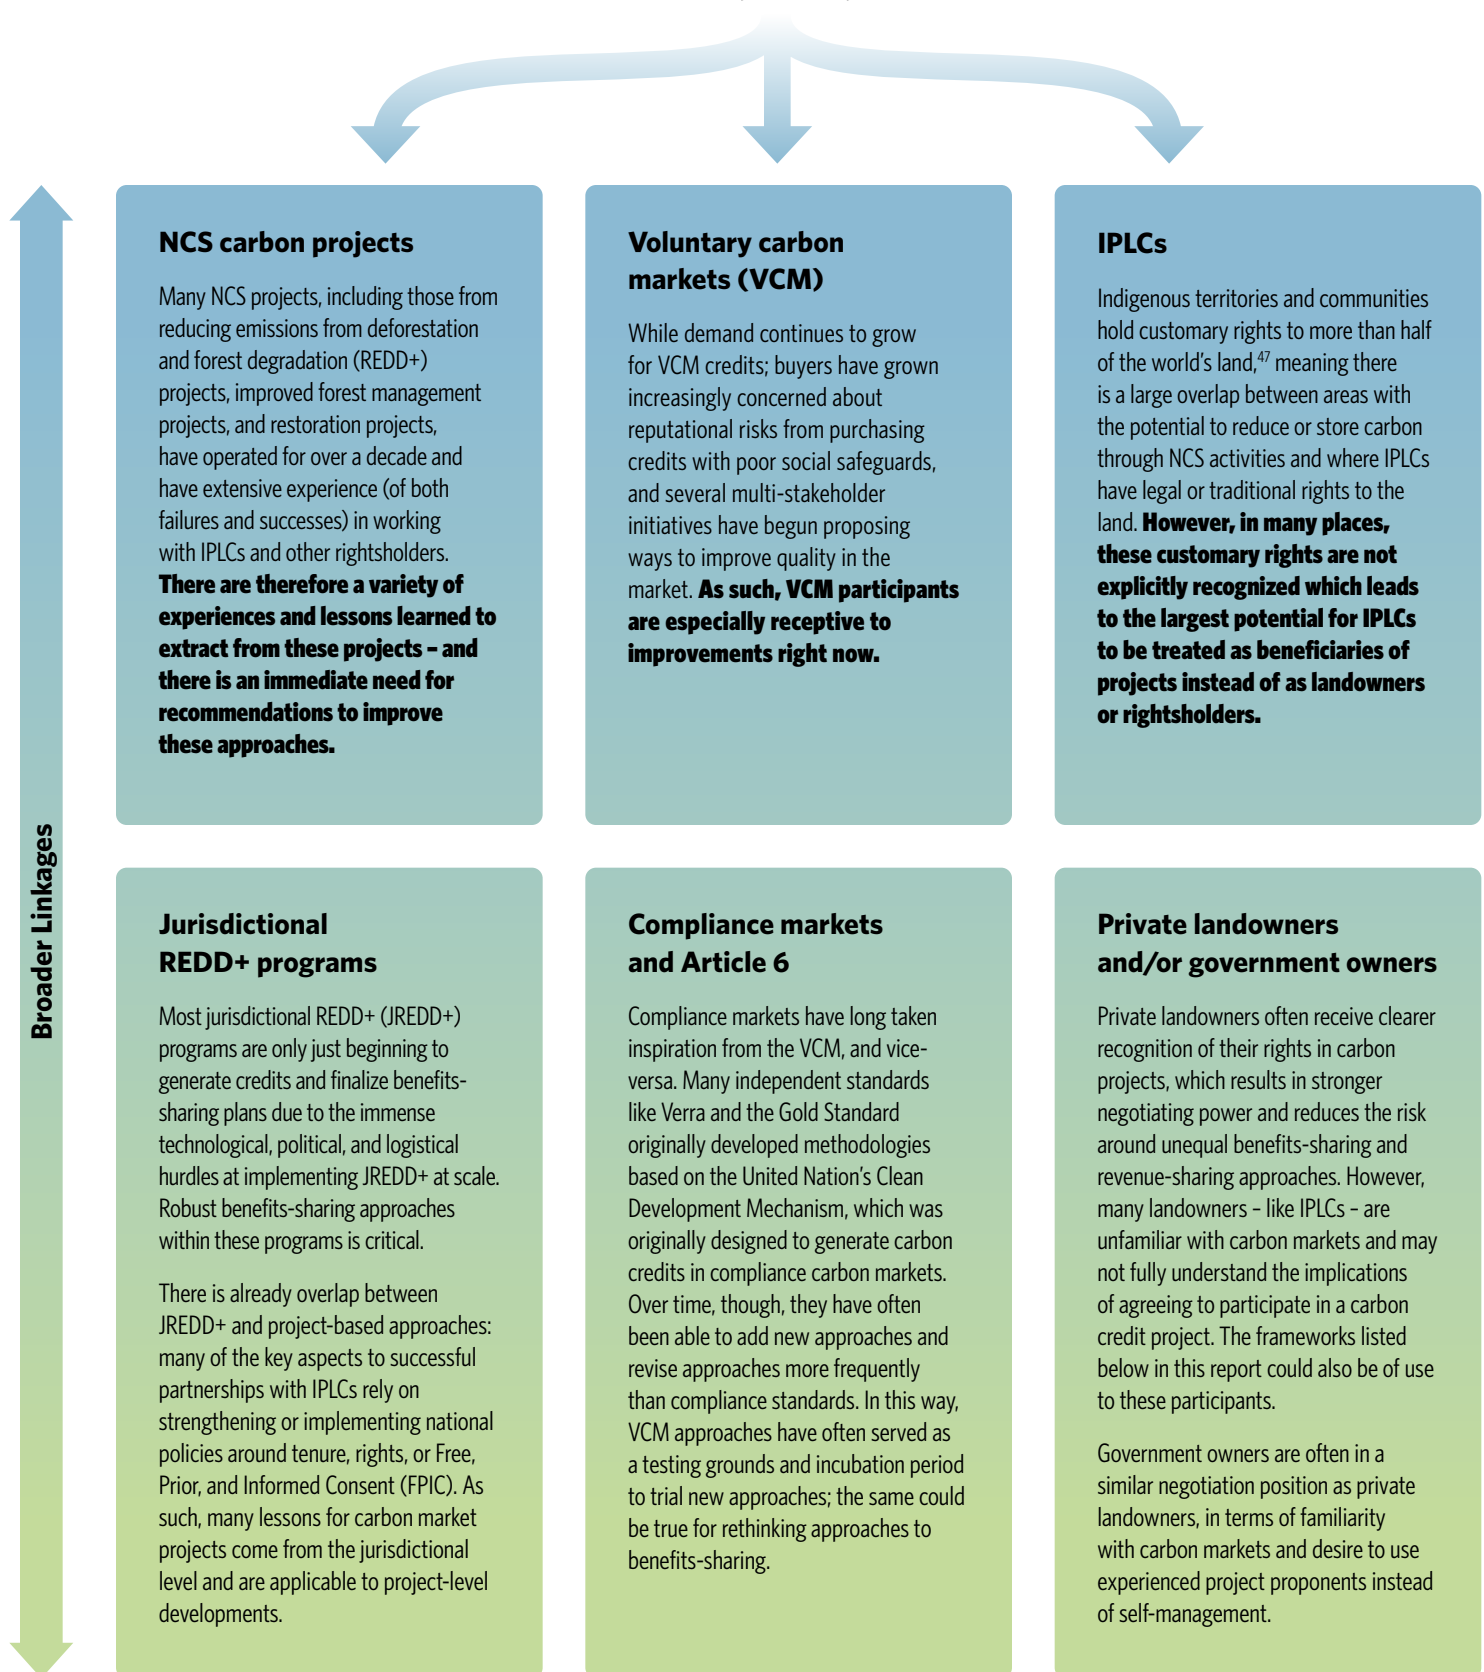 NCS carbon projects
Many NCS projects, including those from
reducing emissions from deforestation
and forest degradation (REDD+)
projects, improved forest management
projects, and restoration projects,
have operated for over a decade and
have extensive experience (of both
failures and successes) in working
with IPLCs and other rightsholders.
There are therefore a variety of
experiences and lessons learned to
extract from these projects – and
there is an immediate need for
recommendations to improve
these approaches.
Voluntary carbon
markets (VCM)
While demand continues to grow
for VCM credits; buyers have grown
increasingly concerned about
reputational risks from purchasing
credits with poor social safeguards,
and several multi-stakeholder
initiatives have begun proposing
ways to improve quality in the
market. As such, VCM participants
are especially receptive to
improvements right now.
IPLCs
Indigenous territories and communities
hold customary rights to more than half
of the world's land,47 meaning there
is a large overlap between areas with
the potential to reduce or store carbon
through NCS activities and where IPLCs
have legal or traditional rights to the
land. However, in many places,
these customary rights are not
explicitly recognized which leads
to the largest potential for IPLCs
to be treated as beneficiaries of
projects instead of as landowners
or rightsholders.
Broader Linkages
Jurisdictional
REDD+ programs
Most jurisdictional REDD+ (JREDD+)
programs are only just beginning to
generate credits and finalize benefits-
sharing plans due to the immense
technological, political, and logistical
hurdles at implementing JREDD+ at scale.
Robust benefits-sharing approaches
within these programs is critical.
There is already overlap between
JREDD+ and project-based approaches:
many of the key aspects to successful
partnerships with IPLCs rely on
strengthening or implementing national
policies around tenure, rights, or Free,
Prior, and Informed Consent (FPIC). As
such, many lessons for carbon market
projects come from the jurisdictional
level and are applicable to project-level
developments.
Compliance markets
and Article 6
Compliance markets have long taken
inspiration from the VCM, and vice-
versa. Many independent standards
like Verra and the Gold Standard
originally developed methodologies
based on the United Nation's Clean
Development Mechanism, which was
originally designed to generate carbon
credits in compliance carbon markets.
Over time, though, they have often
been able to add new approaches and
revise approaches more frequently
than compliance standards. In this way,
VCM approaches have often served as
a testing grounds and incubation period
to trial new approaches; the same could
be true for rethinking approaches to
benefits-sharing.
Private landowners
and/or government owners
Private landowners often receive clearer
recognition of their rights in carbon
projects, which results in stronger
negotiating power and reduces the risk
around unequal benefits-sharing and
revenue-sharing approaches. However,
many landowners – like IPLCs – are
unfamiliar with carbon markets and may
not fully understand the implications
of agreeing to participate in a carbon
credit project. The frameworks listed
below in this report could also be of use
to these participants.
Government owners are often in a
similar negotiation position as private
landowners, in terms of familiarity
with carbon markets and desire to use
experienced project proponents instead
of self-management.